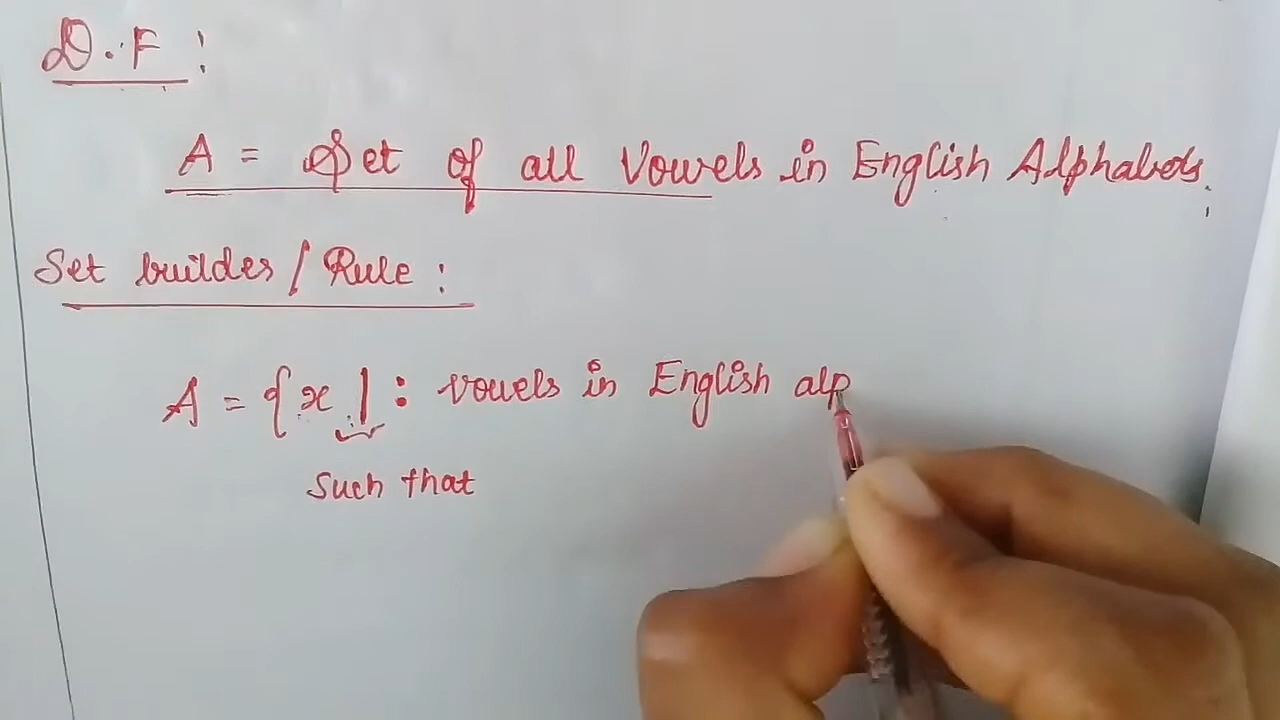 D.F :
A = Set of all Vowels in English Alphabets.
Set builder / Rule :
A = { x | : vowels in English alp
Such that